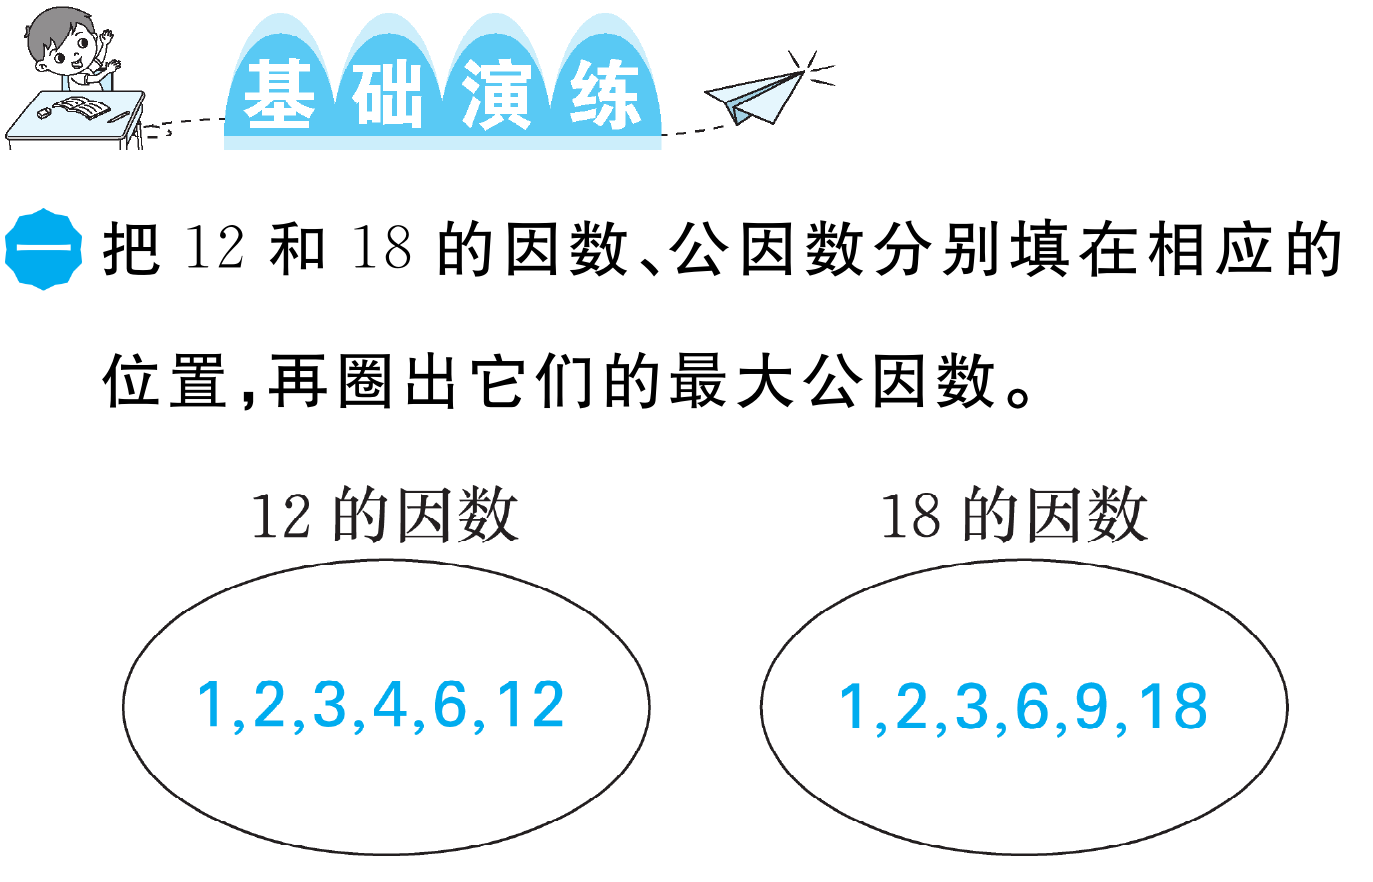 基础演练
一 把 12 和 18 的因数、公因数分别填在相应的
位置,再圈出它们的最大公因数。
12 的因数
18 的因数
1,2,3,4,6,12
1,2,3,6,9,18